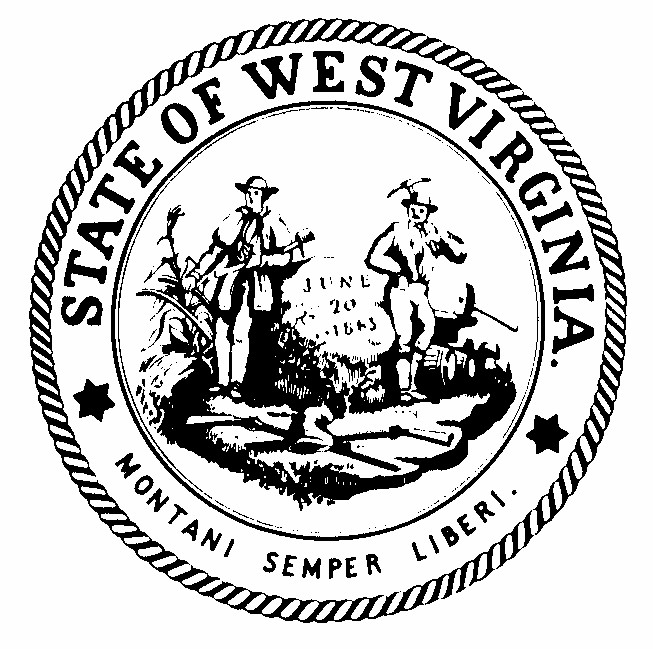 STATE OF WEST VIRGINIA.
JUNE
20
1863
MONTANI SEMPER LIBERI.